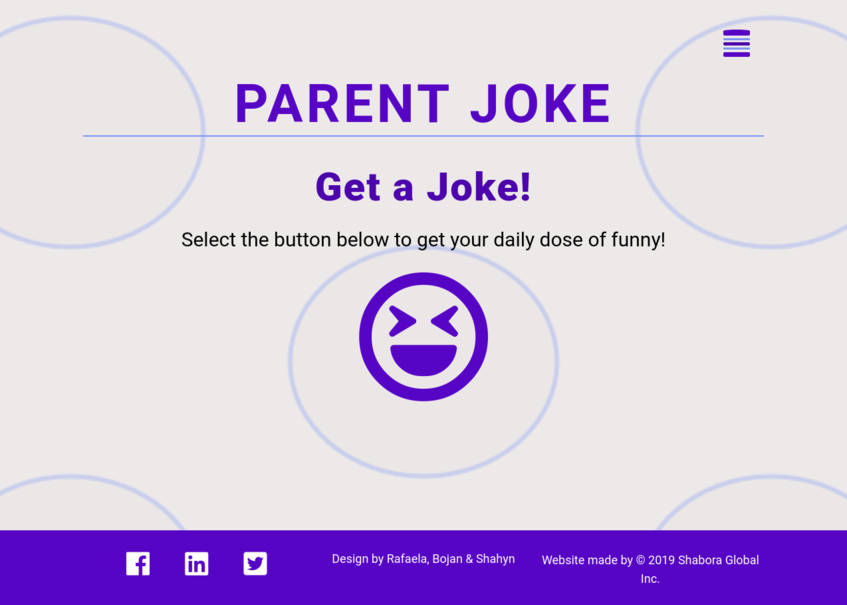 PARENT JOKE
Get a Joke!
Select the button below to get your daily dose of funny!
Design by Rafaela, Bojan & Shahyn
Website made by © 2019 Shabora Global
Inc.